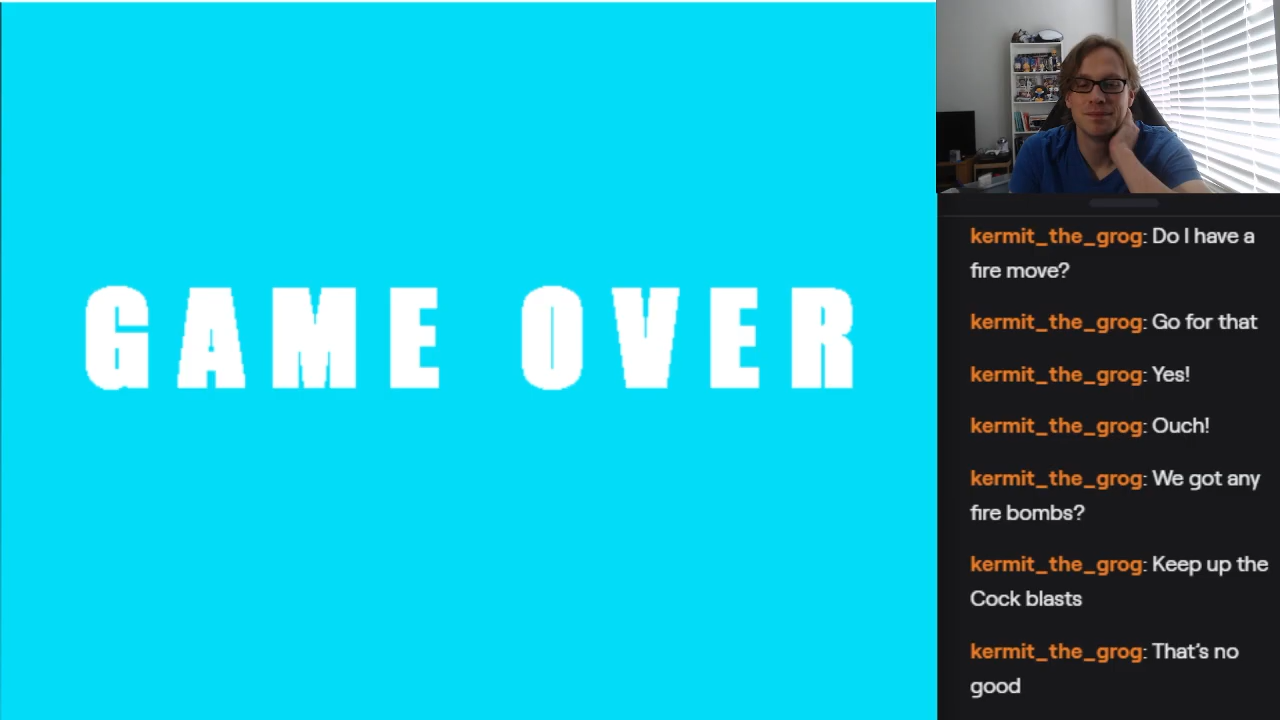 GAME OVER
kermit_the_grog: Do I have a
fire move?
kermit_the_grog: Go for that
kermit_the_grog: Yes!
kermit_the_grog: Ouch!
kermit_the_grog: We got any
fire bombs?
kermit_the_grog: Keep up the
Cock blasts
kermit_the_grog: That's no
good